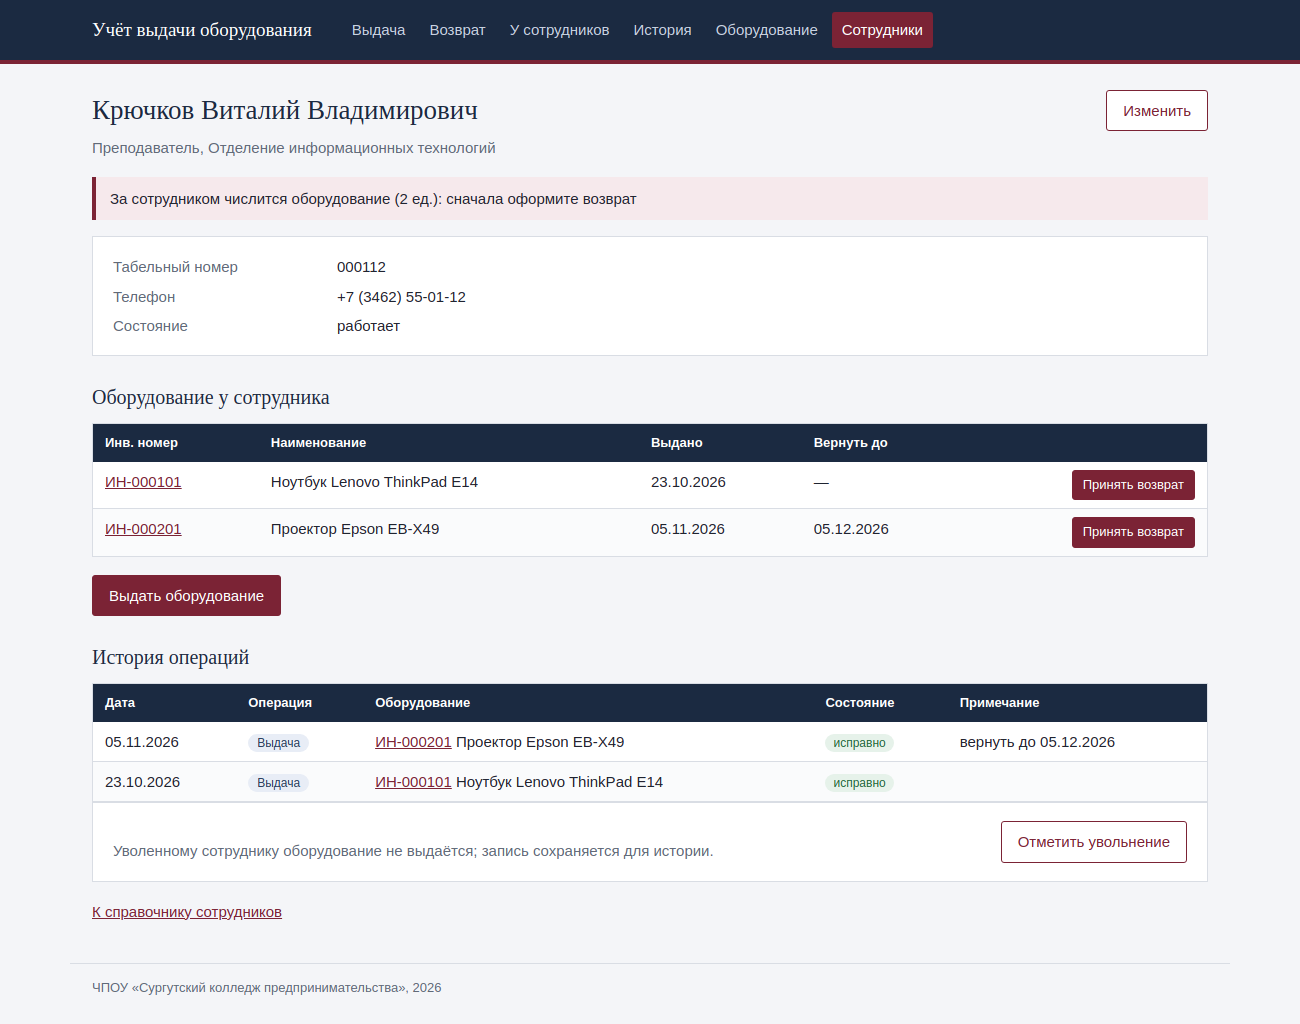 Учёт выдачи оборудования Выдача Возврат У сотрудников История Оборудование Сотрудники
Крючков Виталий Владимирович Изменить
Преподаватель, Отделение информационных технологий
За сотрудником числится оборудование (2 ед.): сначала оформите возврат
Табельный номер 000112
Телефон +7 (3462) 55-01-12
Состояние работает
Оборудование у сотрудника
Инв. номер Наименование Выдано Вернуть до
ИН-000101 Ноутбук Lenovo ThinkPad E14 23.10.2026 — Принять возврат
ИН-000201 Проектор Epson EB-X49 05.11.2026 05.12.2026 Принять возврат
Выдать оборудование
История операций
Дата Операция Оборудование Состояние Примечание
05.11.2026 Выдача ИН-000201 Проектор Epson EB-X49 исправно вернуть до 05.12.2026
23.10.2026 Выдача ИН-000101 Ноутбук Lenovo ThinkPad E14 исправно
Уволенному сотруднику оборудование не выдаётся; запись сохраняется для истории. Отметить увольнение
К справочнику сотрудников
ЧПОУ «Сургутский колледж предпринимательства», 2026